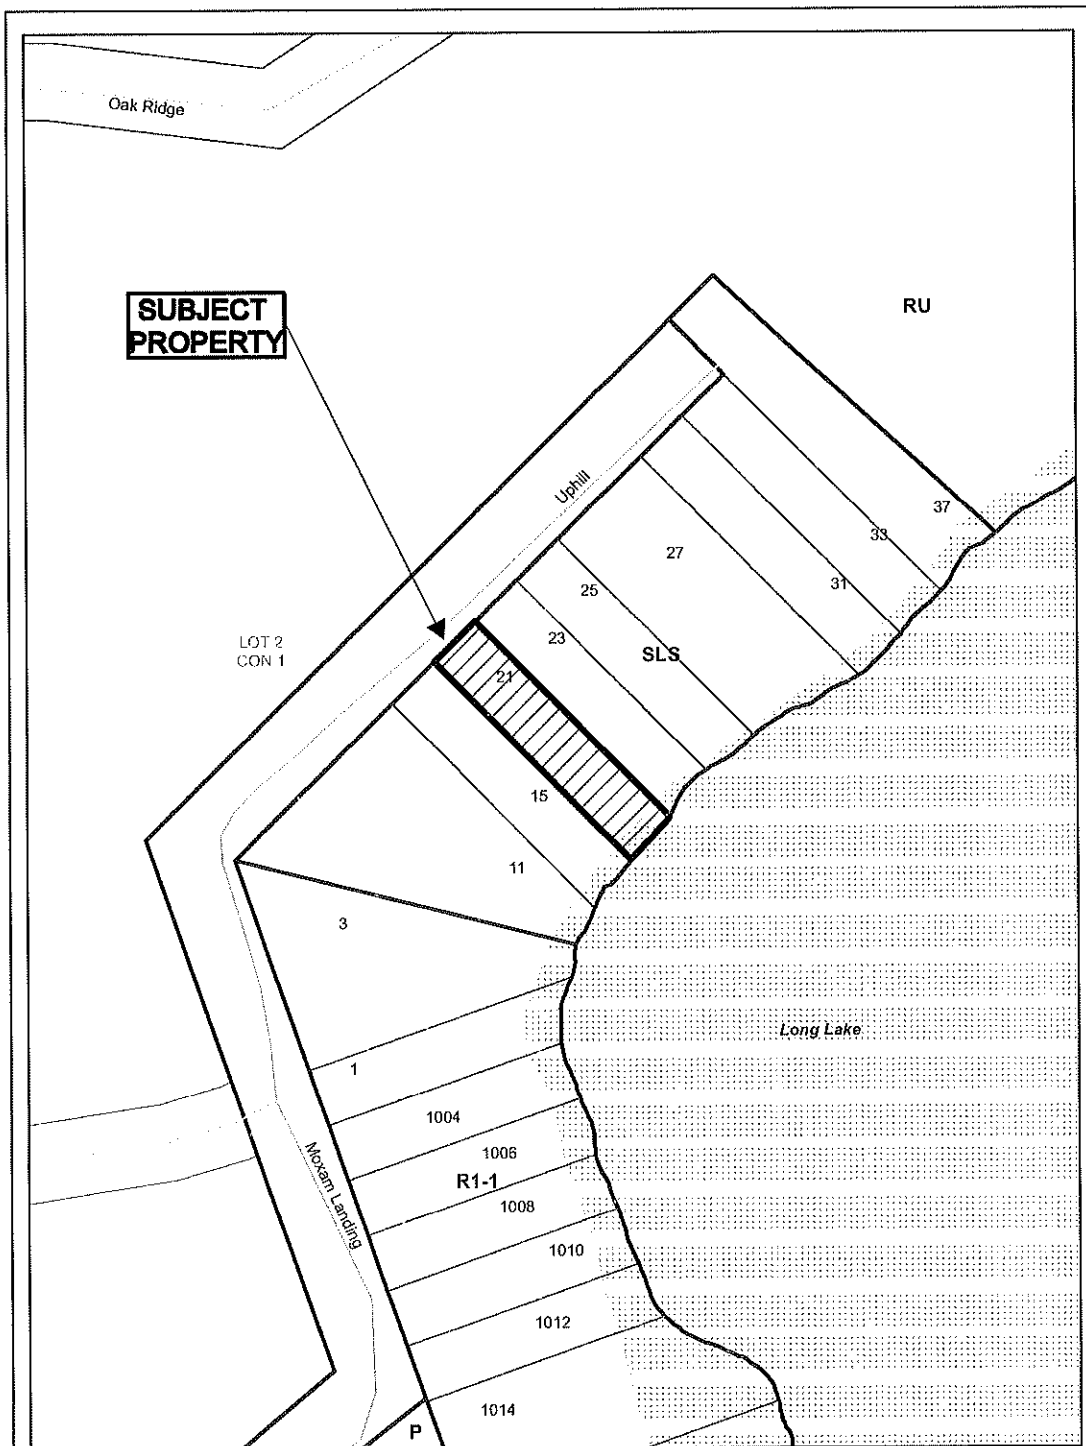 Oak Ridge
SUBJECT
PROPERTY
RU
Uphill
37
33
27
31
25
23
SLS
LOT 2
CON 1
21
15
11
3
Long Lake
1
1004
1006
R1-1
Moxam Landing
1008
1010
1012
1014
P